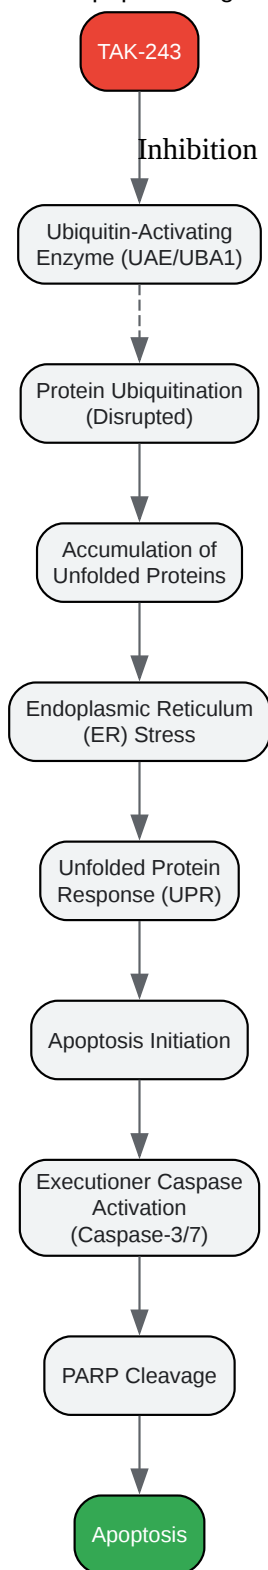 TAK-243
Inhibition
Ubiquitin-Activating
Enzyme (UAE/UBA1)
Protein Ubiquitination
(Disrupted)
Accumulation of
Unfolded Proteins
Endoplasmic Reticulum
(ER) Stress
Unfolded Protein
Response (UPR)
Apoptosis Initiation
Executioner Caspase
Activation
(Caspase-3/7)
PARP Cleavage
Apoptosis